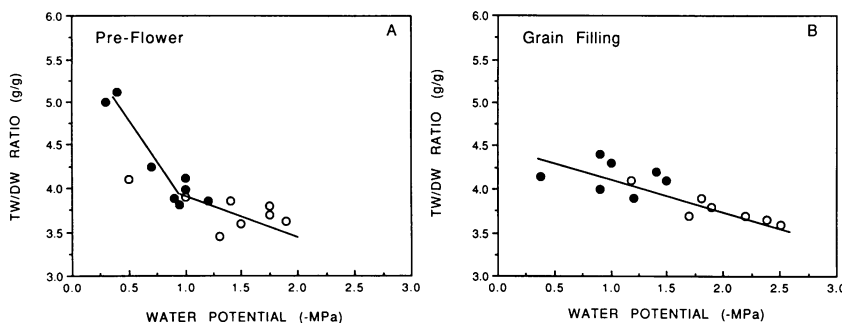 Pre-Flower
A
TW/DW RATIO (g/g)
6.0
5.5
5.0
4.5
4.0
3.5
3.0
0.0 0.5 1.0 1.5 2.0 2.5 3.0
WATER POTENTIAL (-MPa)
Grain Filling
B
TW/DW RATIO (g/g)
6.0
5.5
5.0
4.5
4.0
3.5
3.0
0.0 0.5 1.0 1.5 2.0 2.5 3.0
WATER POTENTIAL (-MPa)